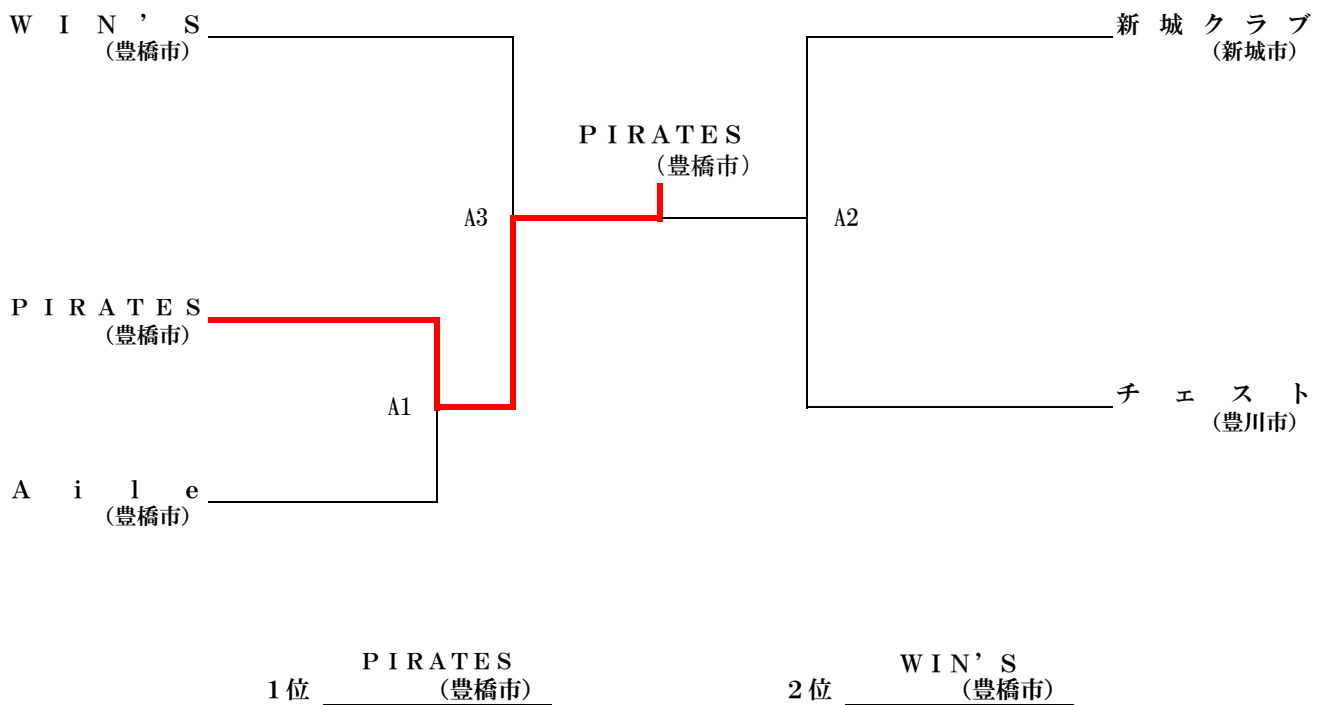 WIN’S
(豊橋市)
新城クラブ
(新城市)
PIRATES
(豊橋市)
A3
A2
PIRATES
(豊橋市)
A1
チェスト
(豊川市)
Aile
(豊橋市)
PIRATES
1位 (豊橋市)
WIN’S
2位 (豊橋市)